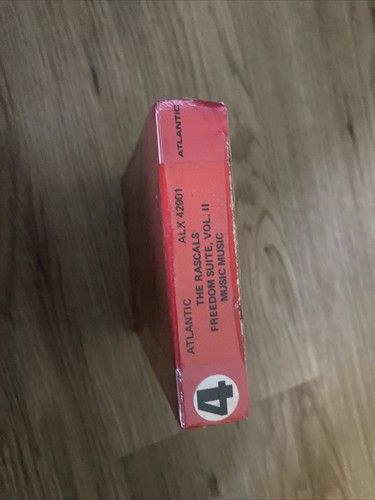 ATLANTIC
ATLANTIC ALX 42901
THE RASCALS
FREEDOM SUITE, VOL. II
MUSIC MUSIC
4